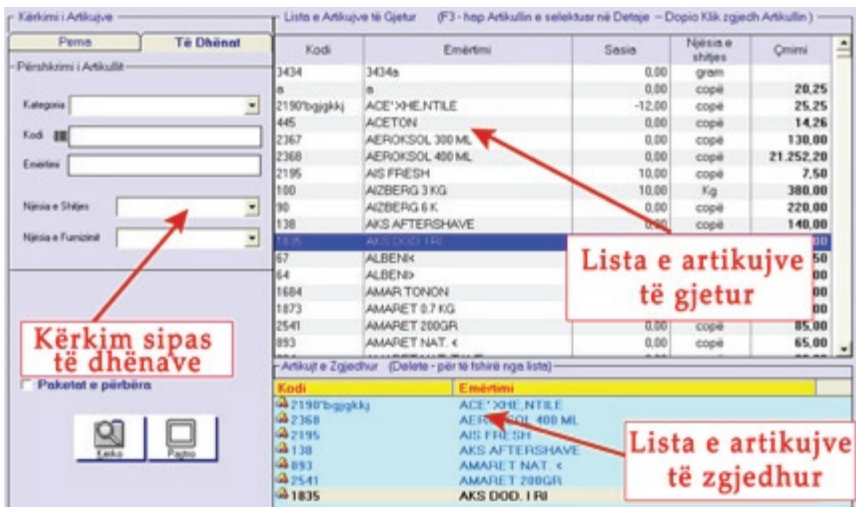 Kërkimi i Artikujve
Pema Të Dhënat
Përshkrimi i Artikullit
Kategoria
Kodi
Emërtimi
Njësia e Shitjes
Njësia e Furnizimit
Kërkim sipas
të dhënave
Paketat e përbëra
Kërko Pastro
Lista e Artikujve të Gjetur (F3 - hap Artikullin e selektuar në Detaje -- Dopio Klik zgjedh Artikullin )
Kodi Emërtimi Sasia Njësia e shitjes Çmimi
3434 3434a 0,00 gram
a a 0,00 copë 20,25
2190'bgjgkkj ACE'XHE,NTILE -12,00 copë 25,25
445 ACETON 0,00 copë 14,26
2367 AEROKSOL 300 ML 0,00 copë 130,00
2368 AEROKSOL 400 ML 0,00 copë 21.252,20
2195 AIS FRESH 10,00 copë 7,50
100 AIZBERG 3 KG 10,00 Kg 380,00
90 AIZBERG 6 K 0,00 copë 220,00
138 AKS AFTERSHAVE 0,00 copë 140,00
1835 AKS DOD. I RI
67 ALBENI<
64 ALBENI>
1684 AMAR TONON
1873 AMARET 0.7 KG
2541 AMARET 200GR 0,00 copë 85,00
893 AMARET NAT. < 0,00 copë 65,00
Lista e artikujve
të gjetur
Artikujt e Zgjedhur (Delete - për të fshirë nga lista)
Kodi Emërtimi
2190'bgjgkkj ACE'XHE,NTILE
2368 AEROKSOL 400 ML
2195 AIS FRESH
138 AKS AFTERSHAVE
893 AMARET NAT. <
2541 AMARET 200GR
1835 AKS DOD. I RI
Lista e artikujve
të zgjedhur